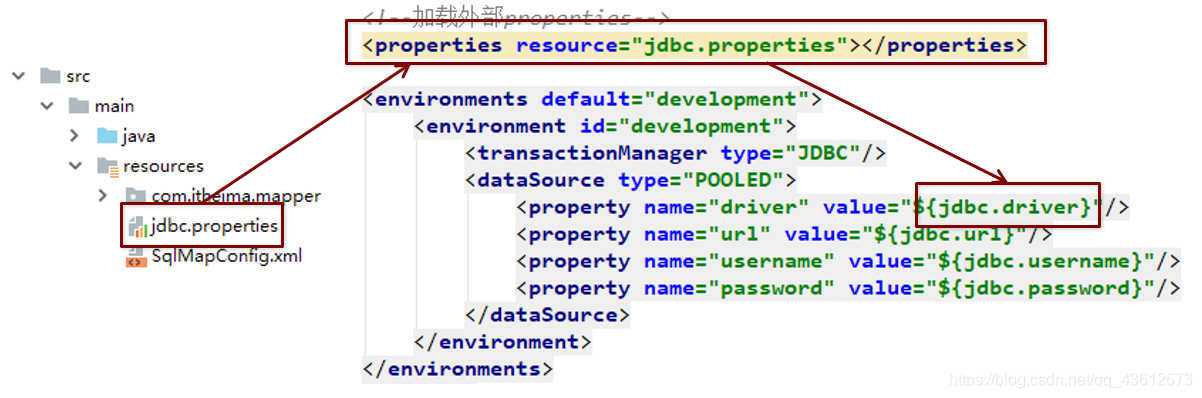 <!--加载外部properties-->
<properties resource="jdbc.properties"></properties>
src
main
java
resources
com.itheima.mapper
jdbc.properties
SqlMapConfig.xml
<environments default="development">
<environment id="development">
<transactionManager type="JDBC"/>
<dataSource type="POOLED">
<property name="driver" value="${jdbc.driver}"/>
<property name="url" value="${jdbc.url}"/>
<property name="username" value="${jdbc.username}"/>
<property name="password" value="${jdbc.password}"/>
</dataSource>
</environment>
</environments>
https://blog.csdn.net/qq_43612573